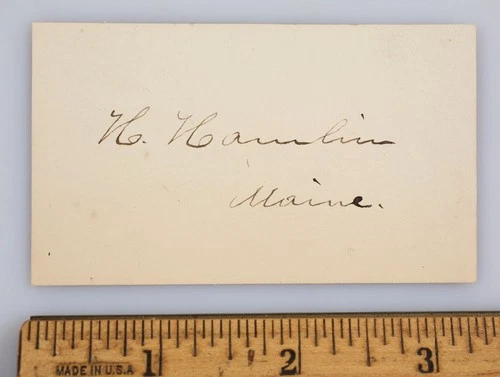 H. Hamlin
Maine.
1 2 3
MADE IN U.S.A